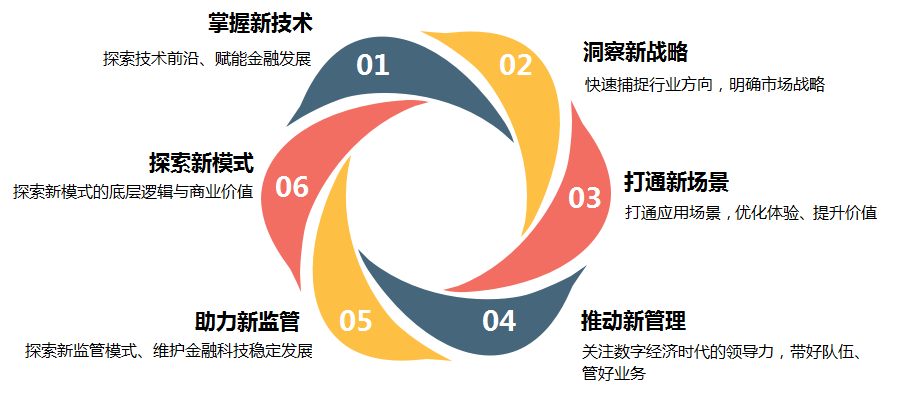 01
掌握新技术
探索技术前沿、赋能金融发展
02
洞察新战略
快速捕捉行业方向，明确市场战略
03
打通新场景
打通应用场景，优化体验、提升价值
04
推动新管理
关注数字经济时代的领导力，带好队伍、
管好业务
05
助力新监管
探索新监管模式、维护金融科技稳定发展
06
探索新模式
探索新模式的底层逻辑与商业价值